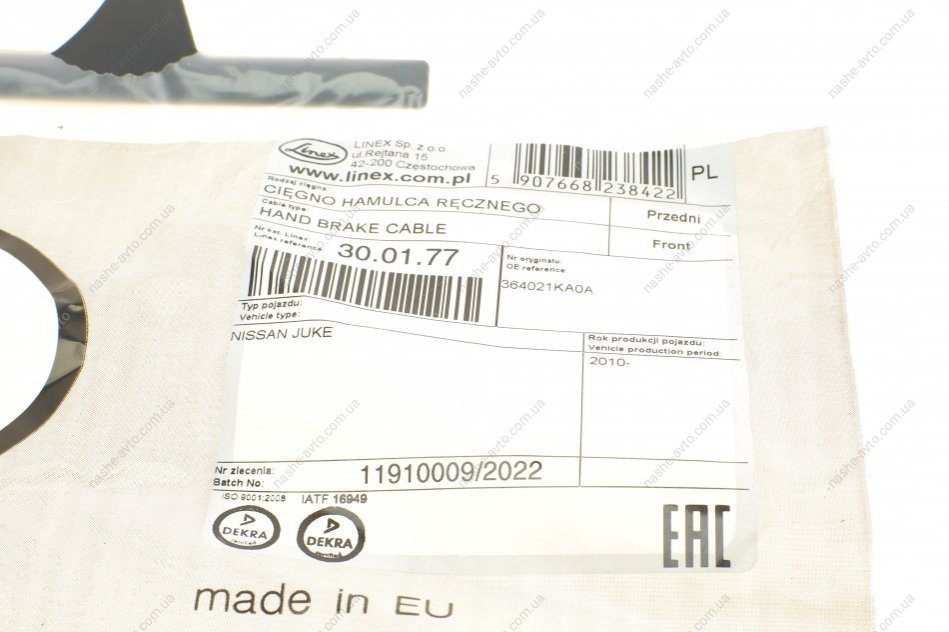 Linex
LINEX Sp. z o.o.
ul.Rejtana 15
42-200 Częstochowa
www.linex.com.pl
5 907668 238422
PL
Rodzaj cięgna:
CIĘGNO HAMULCA RĘCZNEGO
Przedni
Cable type:
HAND BRAKE CABLE
Front
Nr kat. Linex:
Linex reference:
30.01.77
Nr oryginału:
OE reference
364021KA0A
Typ pojazdu:
Vehicle type:
NISSAN JUKE
Rok produkcji pojazdu:
Vehicle production period:
2010-
Nr zlecenia:
Batch No:
11910009/2022
ISO 9001:2008
IATF 16949
DEKRA
certified
DEKRA
certified
EAC
made in EU
nashe-avto.com.ua